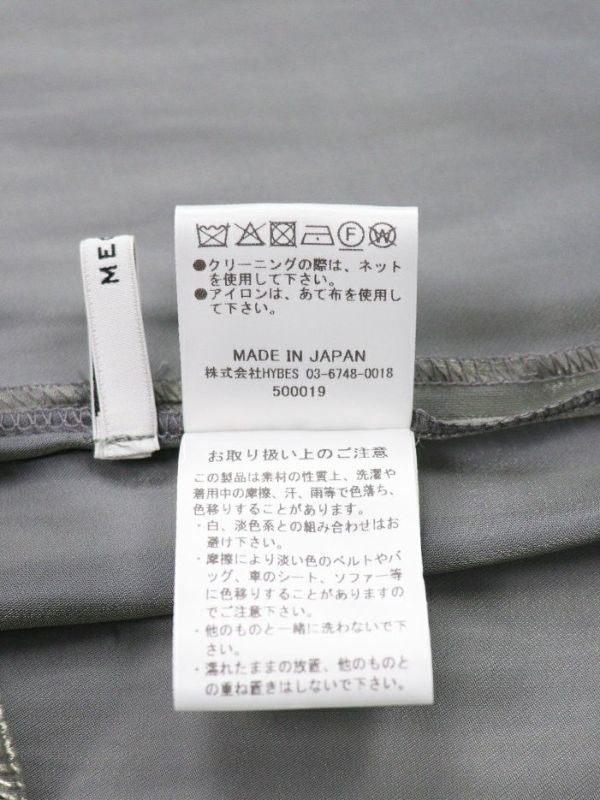 ME
●クリーニングの際は、ネット
を使用して下さい。
●アイロンは、あて布を使用し
て下さい。
MADE IN JAPAN
株式会社HYBES 03-6748-0018
500019
お取り扱い上のご注意
この製品は素材の性質上、洗濯や
着用中の摩擦、汗、雨等で色落ち、
色移りすることがあります。
・白、淡色系との組み合わせはお
避け下さい。
・摩擦により淡い色のベルトやバ
ッグ、車のシート、ソファー等
に色移りすることがありますの
でご注意下さい。
・他のものと一緒に洗わないで下
さい。
・濡れたままの放置、他のものと
の重ね置きはしないで下さい。